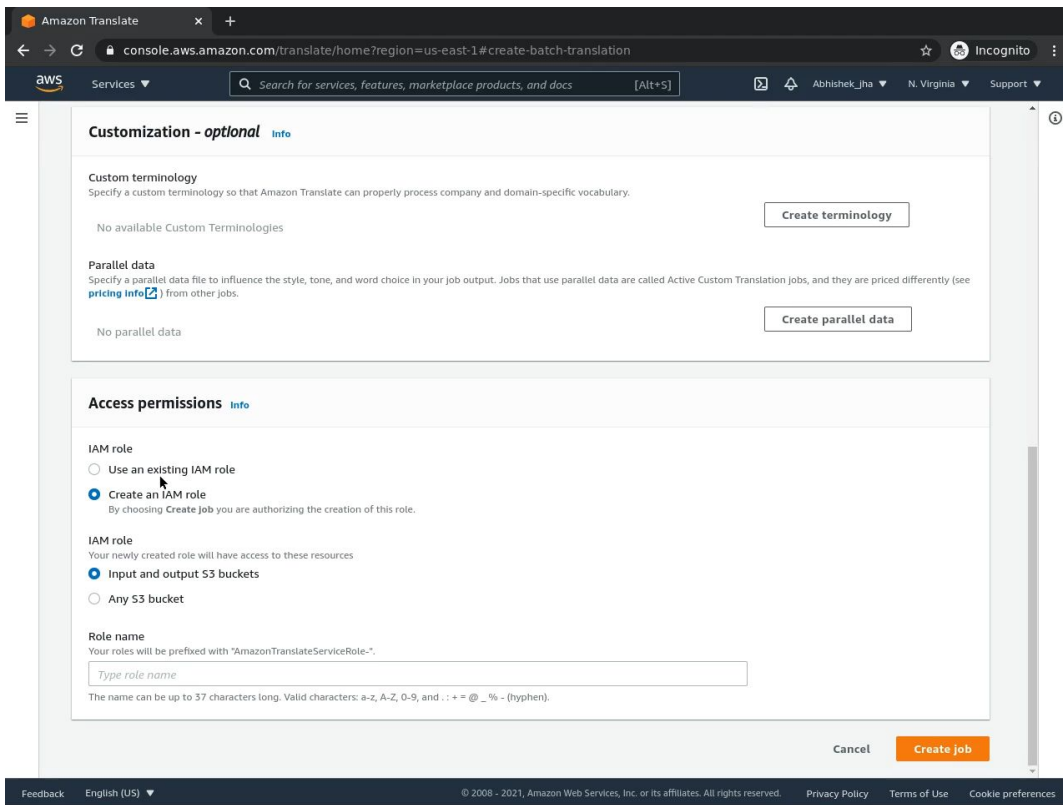 Amazon Translate
console.aws.amazon.com/translate/home?region=us-east-1#create-batch-translation
Incognito
aws
Services ▼
Search for services, features, marketplace products, and docs [Alt+S]
Abhishek_jha ▼
N. Virginia ▼
Support ▼
Customization - optional Info
Custom terminology
Specify a custom terminology so that Amazon Translate can properly process company and domain-specific vocabulary.
No available Custom Terminologies
Create terminology
Parallel data
Specify a parallel data file to influence the style, tone, and word choice in your job output. Jobs that use parallel data are called Active Custom Translation jobs, and they are priced differently (see
pricing info ) from other jobs.
No parallel data
Create parallel data
Access permissions Info
IAM role
Use an existing IAM role
Create an IAM role
By choosing Create job you are authorizing the creation of this role.
IAM role
Your newly created role will have access to these resources
Input and output S3 buckets
Any S3 bucket
Role name
Your roles will be prefixed with "AmazonTranslateServiceRole-".
Type role name
The name can be up to 37 characters long. Valid characters: a-z, A-Z, 0-9, and . : + = @ _ % - (hyphen).
Cancel
Create job
Feedback
English (US) ▼
© 2008 - 2021, Amazon Web Services, Inc. or its affiliates. All rights reserved.
Privacy Policy
Terms of Use
Cookie preferences